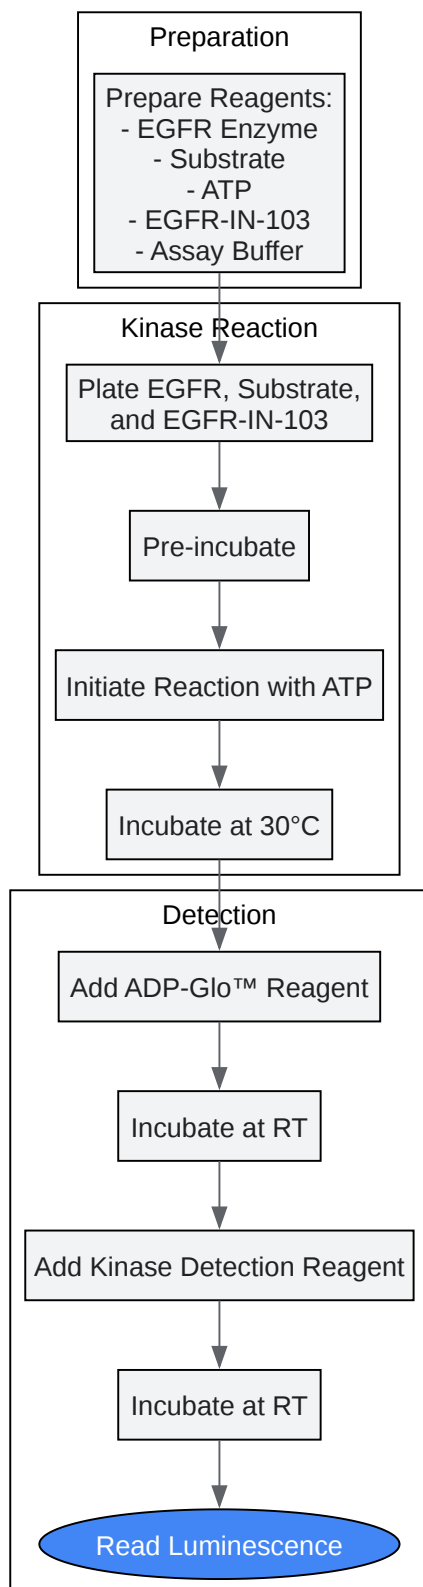 Preparation
Prepare Reagents:
- EGFR Enzyme
- Substrate
- ATP
- EGFR-IN-103
- Assay Buffer
Kinase Reaction
Plate EGFR, Substrate,
and EGFR-IN-103
Pre-incubate
Initiate Reaction with ATP
Incubate at 30°C
Detection
Add ADP-Glo™ Reagent
Incubate at RT
Add Kinase Detection Reagent
Incubate at RT
Read Luminescence